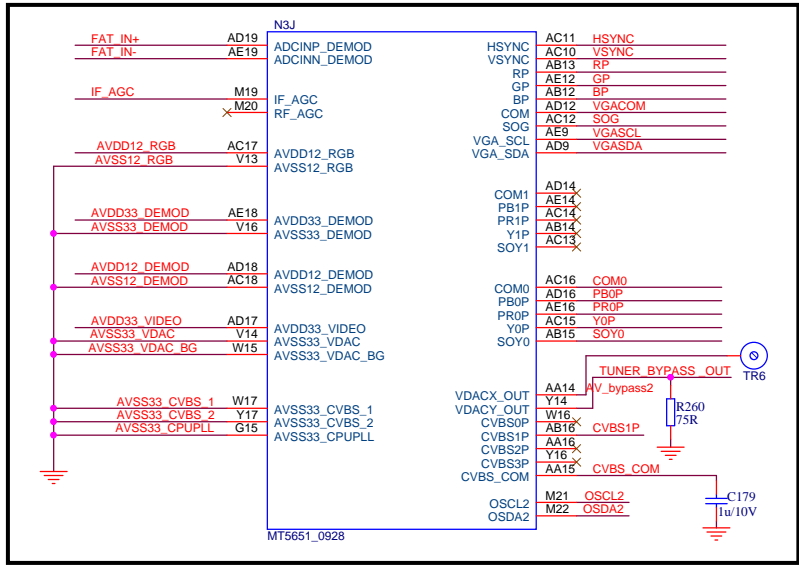 N3J
FAT_IN+ AD19 ADCINP_DEMOD
FAT_IN- AE19 ADCINN_DEMOD
IF_AGC M19 IF_AGC
M20 RF_AGC
AVDD12_RGB AC17 AVDD12_RGB
AVSS12_RGB V13 AVSS12_RGB
AVDD33_DEMOD AE18 AVDD33_DEMOD
AVSS33_DEMOD V16 AVSS33_DEMOD
AVDD12_DEMOD AD18 AVDD12_DEMOD
AVSS12_DEMOD AC18 AVSS12_DEMOD
AVDD33_VIDEO AD17 AVDD33_VIDEO
AVSS33_VDAC V14 AVSS33_VDAC
AVSS33_VDAC_BG W15 AVSS33_VDAC_BG
AVSS33_CVBS_1 W17 AVSS33_CVBS_1
AVSS33_CVBS_2 Y17 AVSS33_CVBS_2
AVSS33_CPUPLL G15 AVSS33_CPUPLL
HSYNC AC11 HSYNC
VSYNC AC10 VSYNC
RP AB13 RP
GP AE12 GP
BP AB12 BP
COM AD12 VGACOM
SOG AC12 SOG
VGA_SCL AE9 VGASCL
VGA_SDA AD9 VGASDA
COM1 AD14
PB1P AE14
PR1P AC14
Y1P AB14
SOY1 AC13
COM0 AC16 COM0
PB0P AD16 PB0P
PR0P AE16 PR0P
Y0P AC15 Y0P
SOY0 AB15 SOY0
TR6
TUNER_BYPASS_OUT
VDACX_OUT AA14 AV_bypass2
VDACY_OUT Y14
CVBS0P W16
CVBS1P AB16 CVBS1P
CVBS2P AA16
CVBS3P Y16
CVBS_COM AA15 CVBS_COM
R260
75R
C179
1u/10V
OSCL2 M21 OSCL2
OSDA2 M22 OSDA2
MT5651_0928